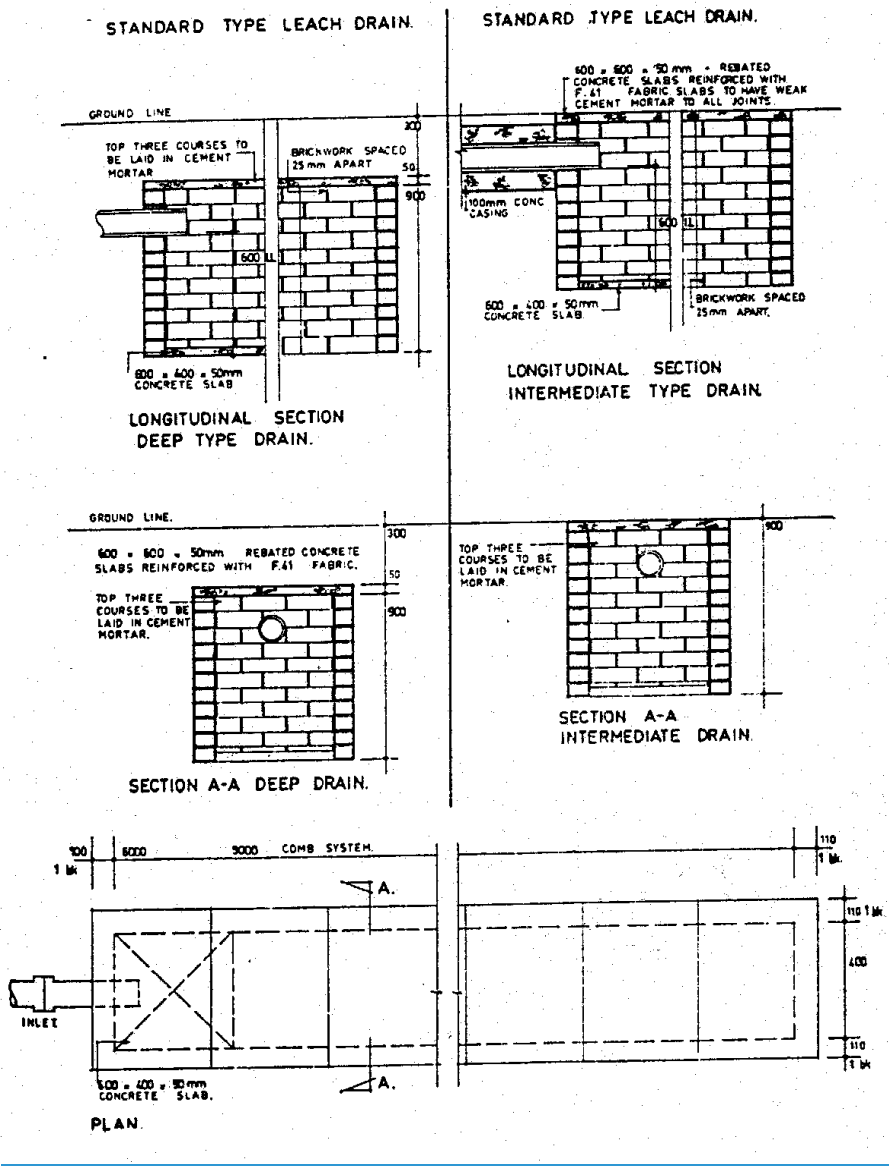 STANDARD TYPE LEACH DRAIN.
GROUND LINE
TOP THREE COURSES TO
BE LAID IN CEMENT
MORTAR
BRICKWORK SPACED
25mm APART
50
900
600 I.L
600 x 400 x 50mm
CONCRETE SLAB
LONGITUDINAL SECTION
DEEP TYPE DRAIN.
STANDARD TYPE LEACH DRAIN.
600 x 600 x 50mm - REBATED
CONCRETE SLABS REINFORCED WITH
F.41 FABRIC SLABS TO HAVE WEAK
CEMENT MORTAR TO ALL JOINTS.
100mm CONC
CASING
600 I.L
600 x 400 x 50mm
CONCRETE SLAB.
BRICKWORK SPACED
25mm APART.
LONGITUDINAL SECTION
INTERMEDIATE TYPE DRAIN.
GROUND LINE.
600 x 600 x 50mm REBATED CONCRETE
SLABS REINFORCED WITH F.41 FABRIC.
300
50
900
TOP THREE
COURSES TO BE
LAID IN CEMENT
MORTAR.
SECTION A-A DEEP DRAIN.
TOP THREE
COURSES TO BE
LAID IN CEMENT
MORTAR.
900
SECTION A-A
INTERMEDIATE DRAIN.
1 bk
6000
9000 COMB SYSTEM.
110
1 bk.
A.
110 1 bk.
400
110
1 bk
INLET
600 x 400 x 50mm
CONCRETE SLAB.
A.
PLAN.